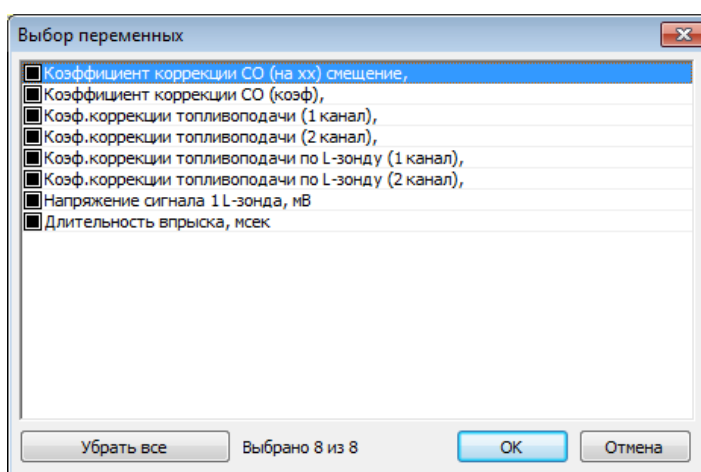 Выбор переменных
Коэффициент коррекции СО (на хх) смещение,
Коэффициент коррекции СО (коэф),
Коэф.коррекции топливоподачи (1 канал),
Коэф.коррекции топливоподачи (2 канал),
Коэф.коррекции топливоподачи по L-зонду (1 канал),
Коэф.коррекции топливоподачи по L-зонду (2 канал),
Напряжение сигнала 1 L-зонда, мВ
Длительность впрыска, мсек
Убрать все Выбрано 8 из 8 OK Отмена